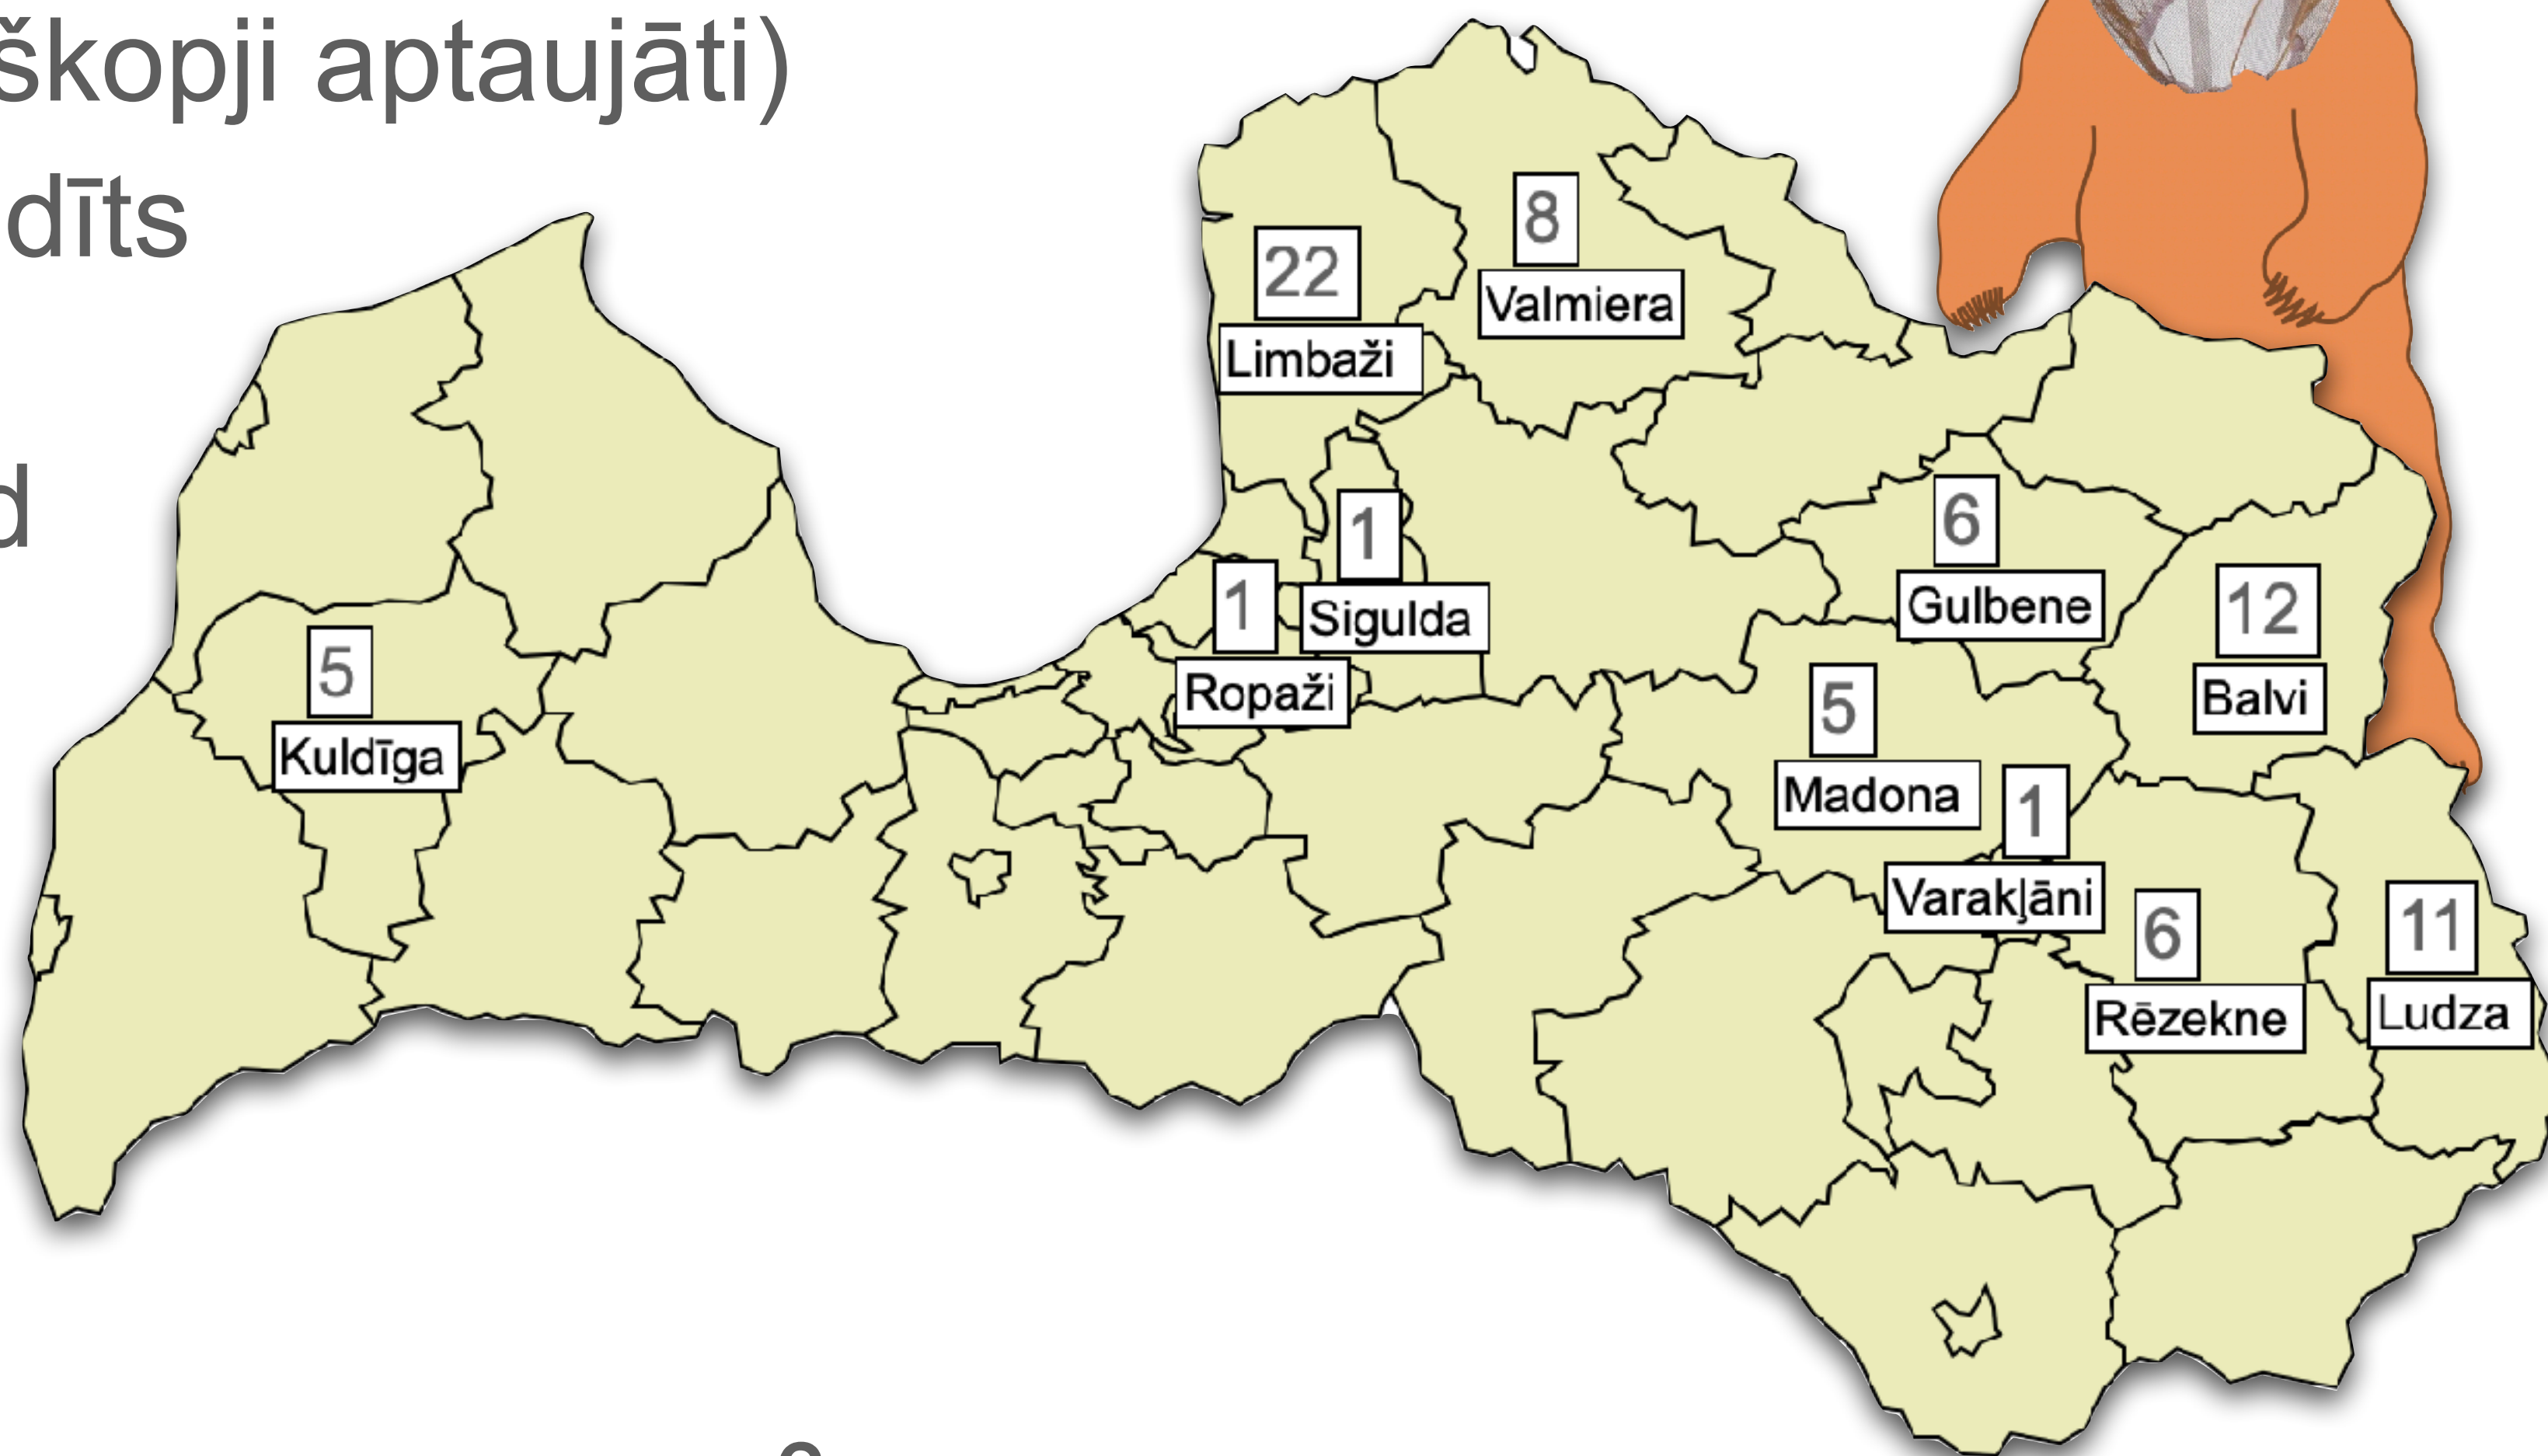 škopji aptaujāti)
dīts
d
8
Valmiera
22
Limbaži
1
Sigulda
1
Ropaži
6
Gulbene
12
Balvi
5
Kuldīga
5
Madona
1
Varakļāni
6
Rēzekne
11
Ludza